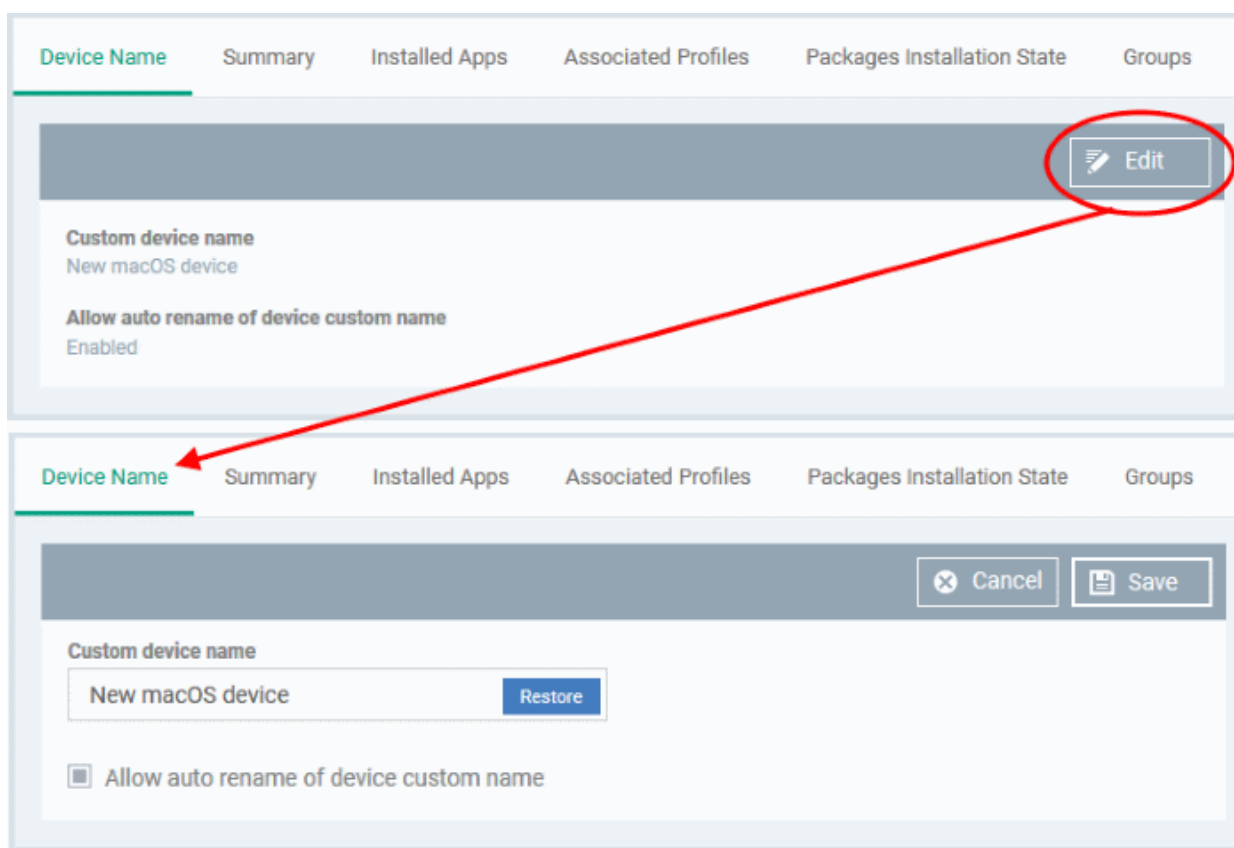 Device Name Summary Installed Apps Associated Profiles Packages Installation State Groups
Edit
Custom device name
New macOS device
Allow auto rename of device custom name
Enabled
Device Name Summary Installed Apps Associated Profiles Packages Installation State Groups
Cancel Save
Custom device name
New macOS device Restore
Allow auto rename of device custom name